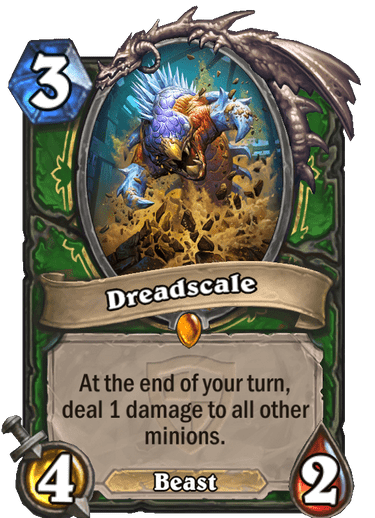 3
Dreadscale
At the end of your turn,
deal 1 damage to all other
minions.
4
Beast
2